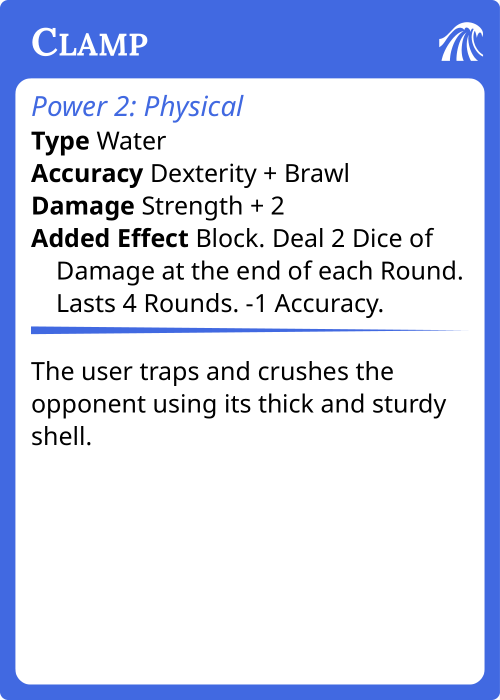 Clamp
Power 2: Physical
Type Water
Accuracy Dexterity + Brawl
Damage Strength + 2
Added Effect Block. Deal 2 Dice of
Damage at the end of each Round.
Lasts 4 Rounds. -1 Accuracy.
The user traps and crushes the
opponent using its thick and sturdy
shell.